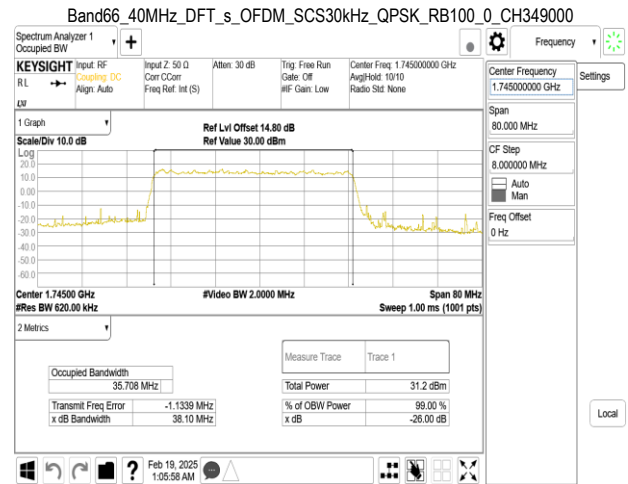 Band66_40MHz_DFT_s_OFDM_SCS30kHz_QPSK_RB100_0_CH349000
Spectrum Analyzer 1
Occupied BW
+
Frequency
KEYSIGHT
Input: RF
Input Z: 50 Ω
Atten: 30 dB
Trig: Free Run
Center Freq: 1.745000000 GHz
RL
Coupling: DC
Corr CCorr
Gate: Off
Avg|Hold: 10/10
Align: Auto
Freq Ref: Int (S)
#IF Gain: Low
Radio Std: None
LXI
Center Frequency
1.745000000 GHz
Settings
Span
80.000 MHz
CF Step
8.000000 MHz
Auto
Man
Freq Offset
0 Hz
1 Graph
Ref Lvl Offset 14.80 dB
Scale/Div 10.0 dB
Ref Value 30.00 dBm
Log
20.0
10.0
0.00
-10.0
-20.0
-30.0
-40.0
-50.0
-60.0
Center 1.74500 GHz
#Video BW 2.0000 MHz
Span 80 MHz
#Res BW 620.00 kHz
Sweep 1.00 ms (1001 pts)
2 Metrics
Measure Trace
Trace 1
Occupied Bandwidth
35.708 MHz
Total Power
31.2 dBm
Transmit Freq Error
-1.1339 MHz
% of OBW Power
99.00 %
x dB Bandwidth
38.10 MHz
x dB
-26.00 dB
Local
?
Feb 19, 2025
1:05:58 AM